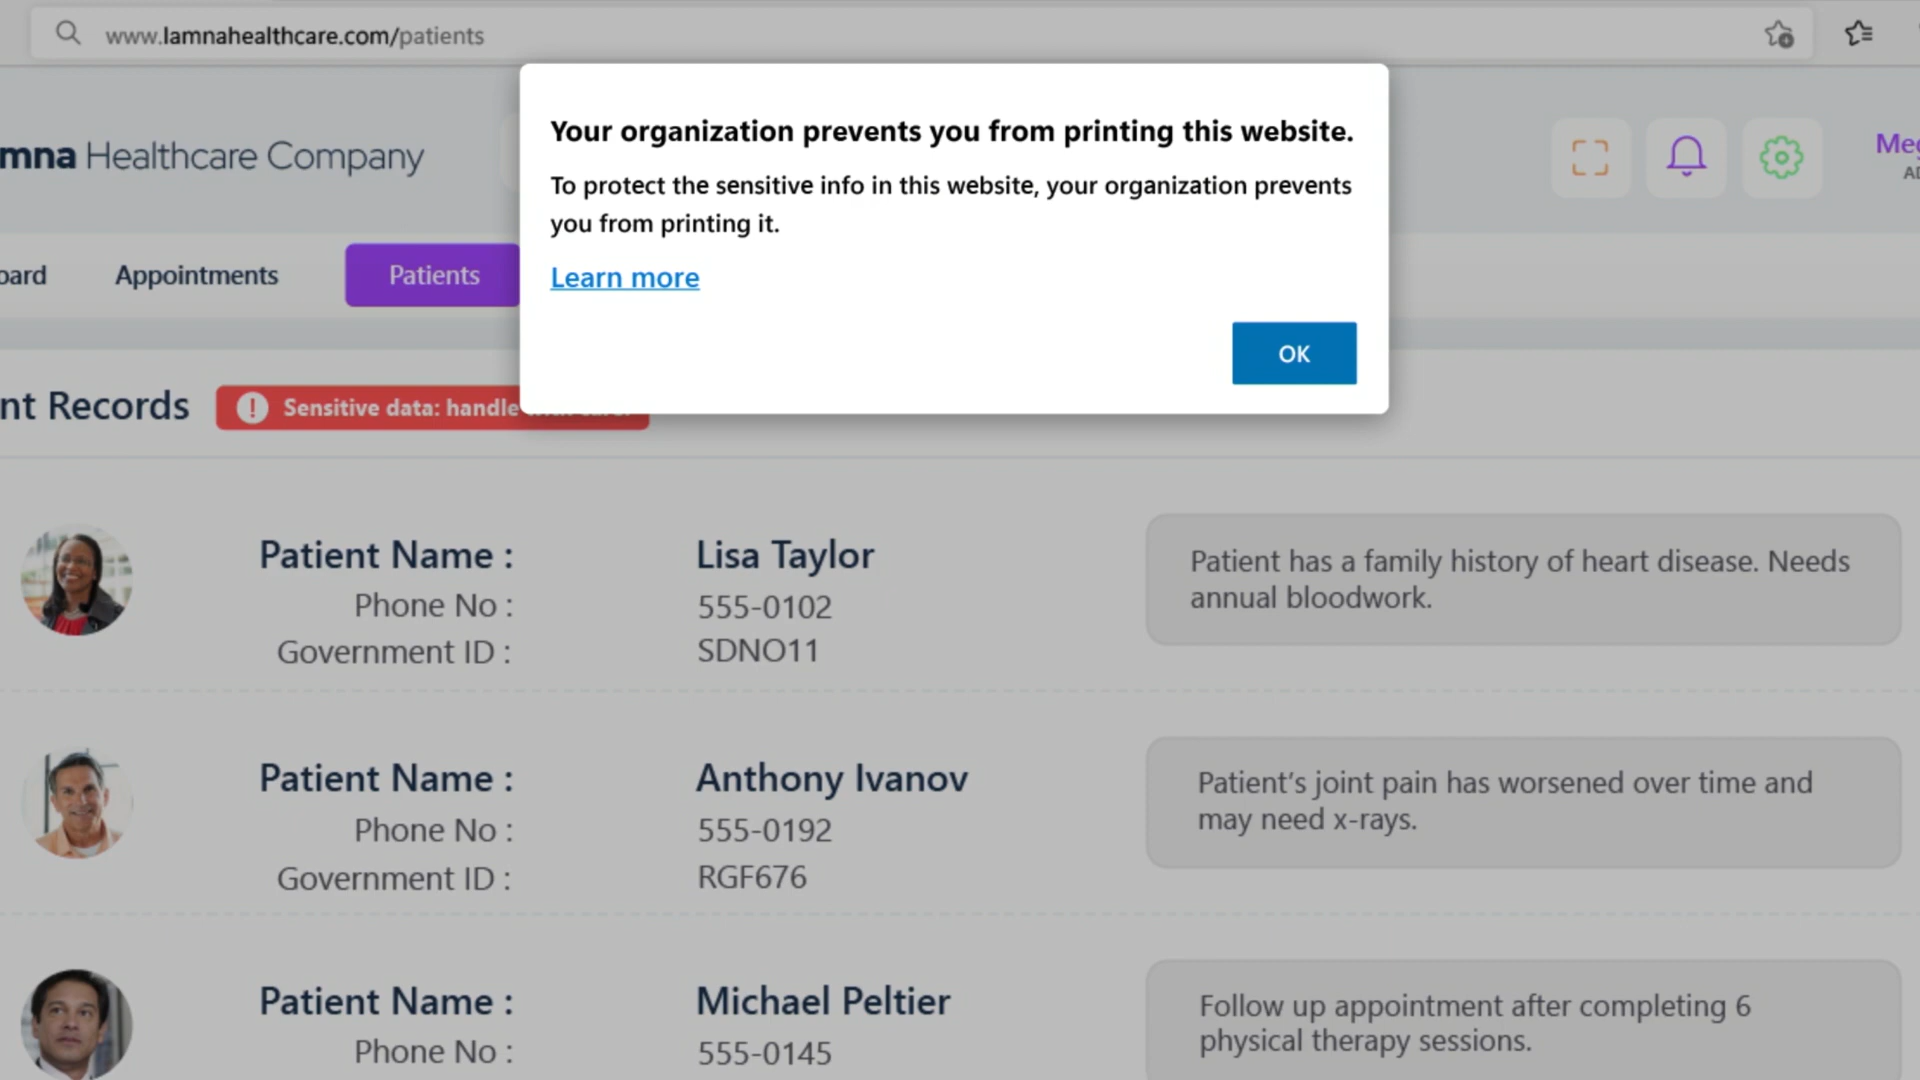 www.lamnahealthcare.com/patients
Your organization prevents you from printing this website.
To protect the sensitive info in this website, your organization prevents
you from printing it.
Learn more
OK
mna Healthcare Company
Meg
AD
oard
Appointments
Patients
nt Records
Sensitive data: handle
Patient Name :
Lisa Taylor
Phone No :
555-0102
Government ID :
SDNO11
Patient has a family history of heart disease. Needs
annual bloodwork.
Patient Name :
Anthony Ivanov
Phone No :
555-0192
Government ID :
RGF676
Patient's joint pain has worsened over time and
may need x-rays.
Patient Name :
Michael Peltier
Phone No :
555-0145
Follow up appointment after completing 6
physical therapy sessions.